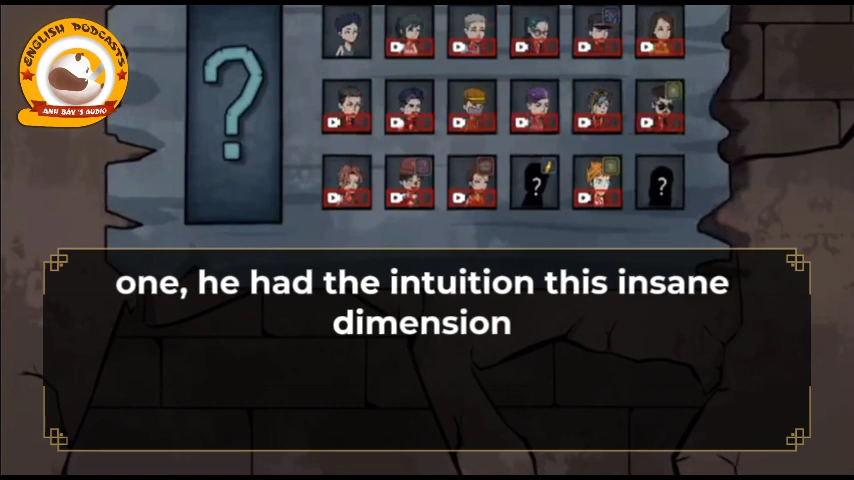 ENGLISH PODCASTS
ANH BAY 'S AUDIO
?
?
?
one, he had the intuition this insane
dimension